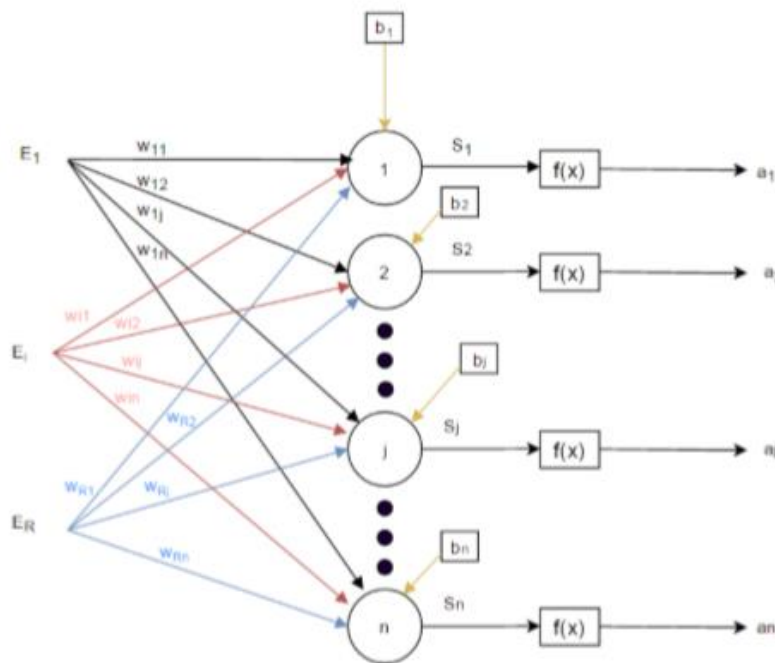 b1
E1 w11 1 S1 f(x) a1
w12
w1j
w1n
b2
2 S2 f(x) a
wi1 wi2
Ei wij
win
bj
wR2
j Sj f(x) a
wR1 wRj
ER
wRn
bn
n Sn f(x) an